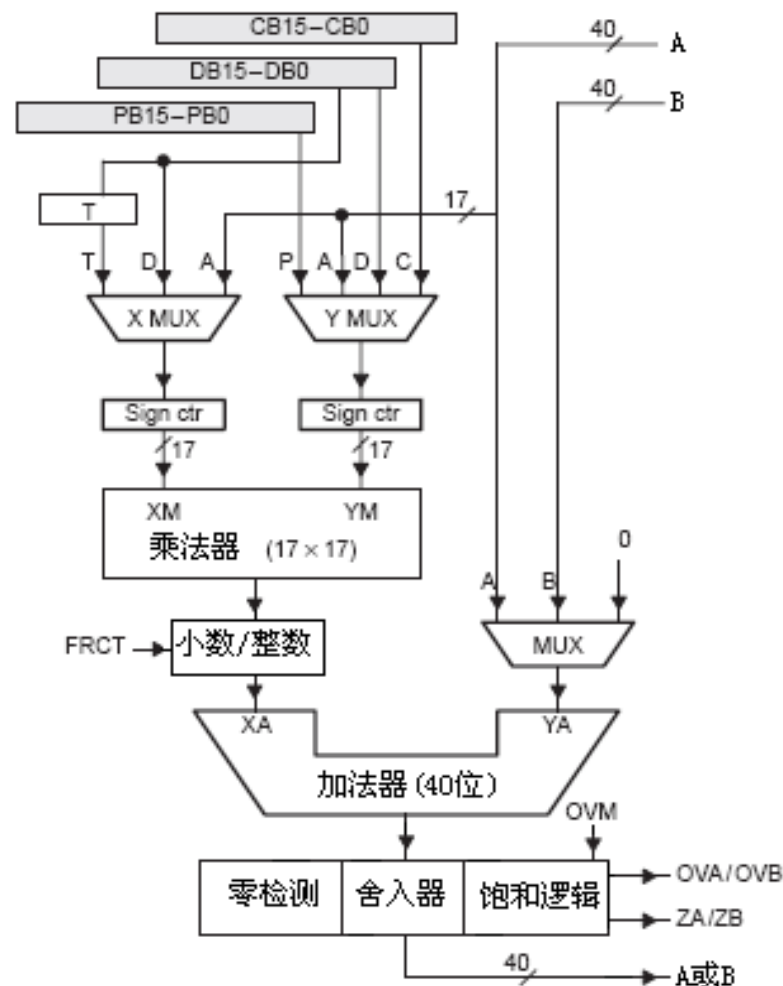 CB15–CB0
40
A
DB15–DB0
40
B
PB15–PB0
17
T
T
D
A
P
A
D
C
X MUX
Y MUX
Sign ctr
Sign ctr
17
17
XM
YM
乘法器 (17×17)
0
A
B
FRCT
小数/整数
MUX
XA
YA
加法器(40位)
OVM
零检测
舍入器
饱和逻辑
OVA/OVB
ZA/ZB
40
A或B